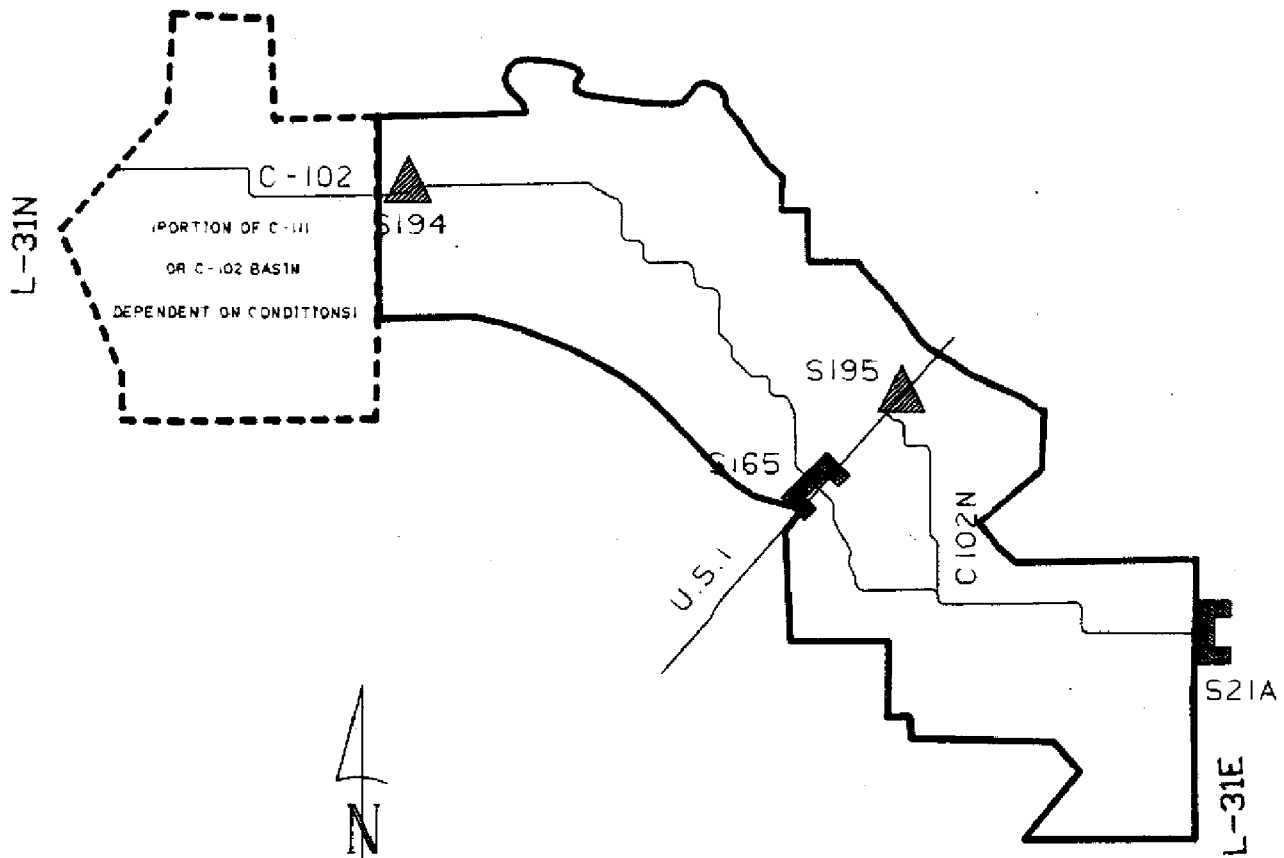 L-31N
C-102
S194
(PORTION OF C-111
OR C-102 BASIN
DEPENDENT ON CONDITIONS)
S195
S165
C102N
U.S.1
S21A
L-31E
N